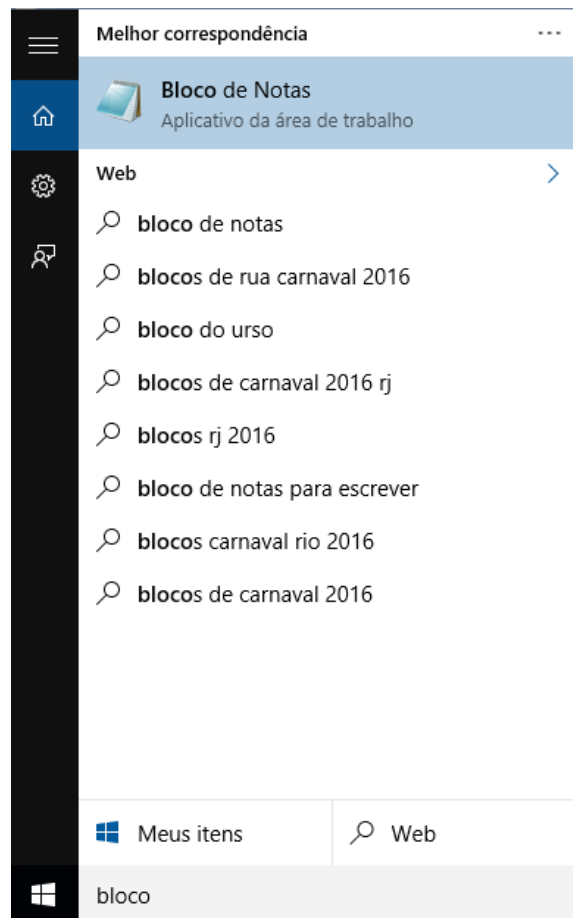 Melhor correspondência
Bloco de Notas
Aplicativo da área de trabalho
Web
bloco de notas
blocos de rua carnaval 2016
bloco do urso
blocos de carnaval 2016 rj
blocos rj 2016
bloco de notas para escrever
blocos carnaval rio 2016
blocos de carnaval 2016
Meus itens
Web
bloco